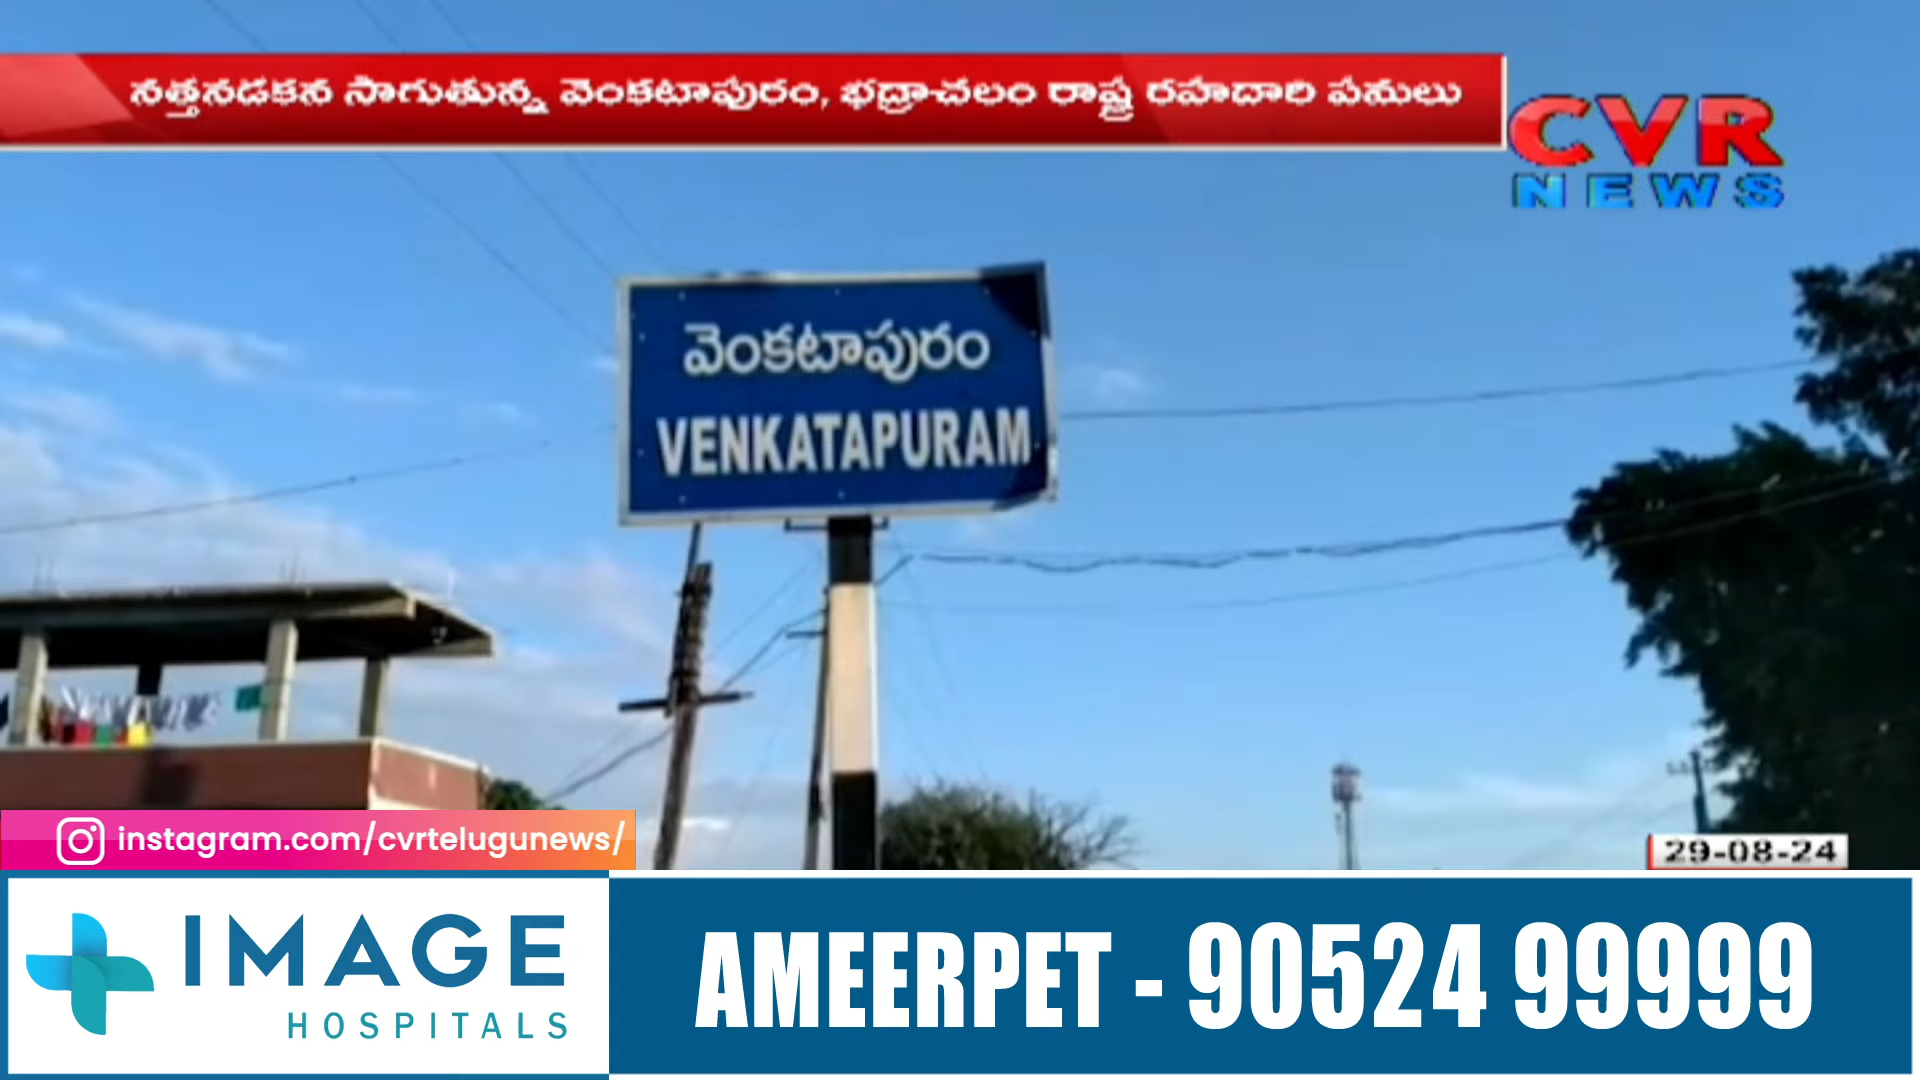 నత్తనడకన సాగుతున్న వెంకటాపురం, భద్రాచలం రాష్ట్ర రహదారి పనులు
CVR
NEWS
వెంకటాపురం
VENKATAPURAM
instagram.com/cvrtelugunews/
29-08-24
IMAGE
HOSPITALS
AMEERPET - 90524 99999